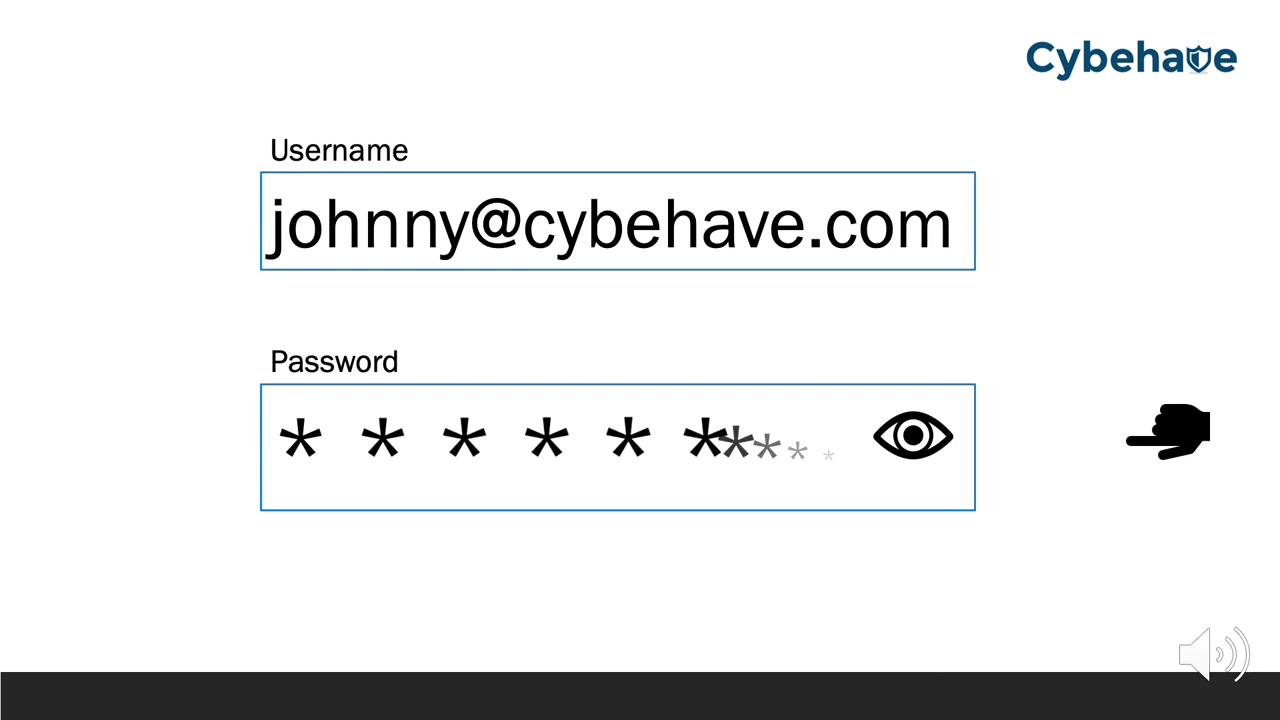 Cybehave
Username
johnny@cybehave.com
Password
* * * * * * * * * *